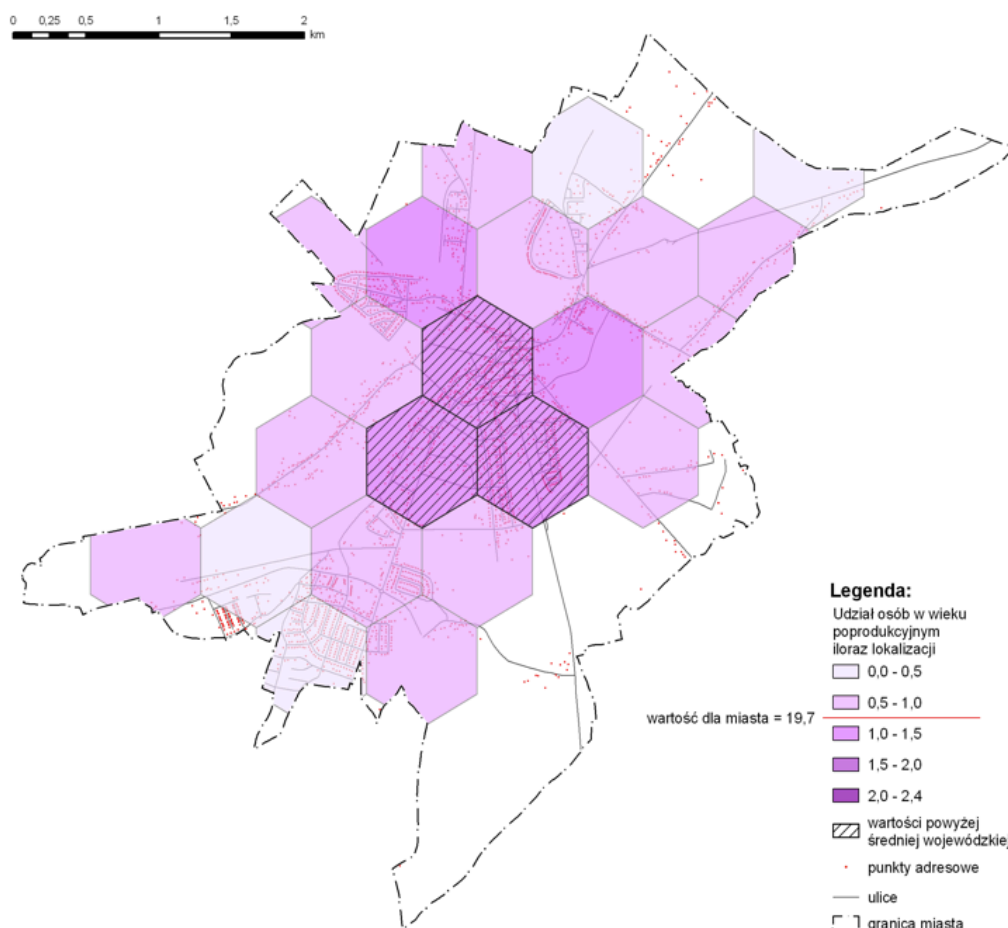 0 0,25 0,5 1 1,5 2
km
Legenda:
Udział osób w wieku
poprodukcyjnym
iloraz lokalizacji
0,0 - 0,5
0,5 - 1,0
wartość dla miasta = 19,7
1,0 - 1,5
1,5 - 2,0
2,0 - 2,4
wartości powyżej
średniej wojewódzkiej
punkty adresowe
ulice
granica miasta